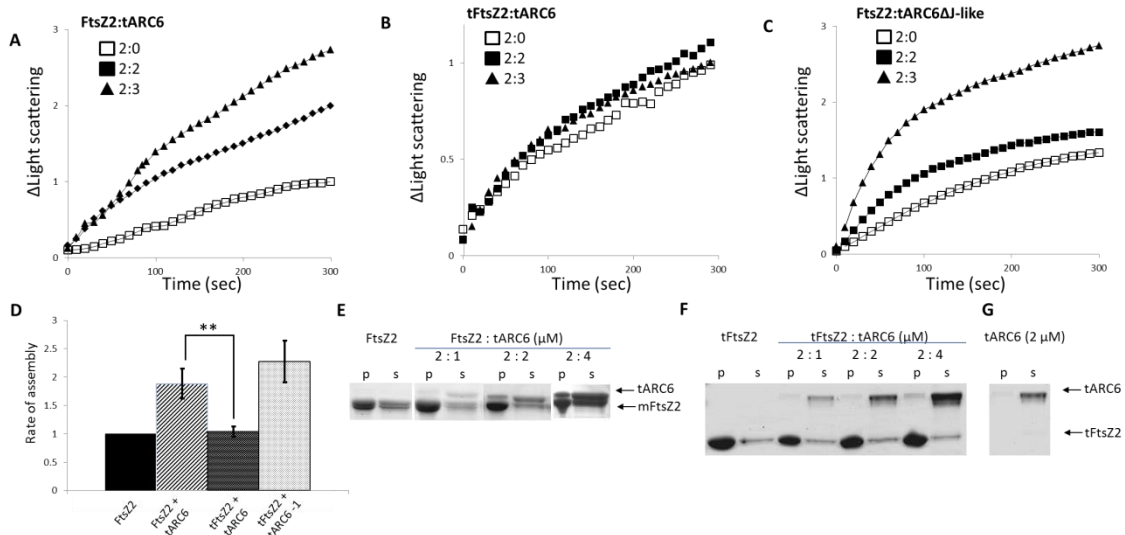 A
FtsZ2:tARC6
2:0
2:2
2:3
ΔLight scattering
3
2
1
0
0 100 200 300
Time (sec)
B
tFtsZ2:tARC6
2:0
2:2
2:3
ΔLight scattering
1
0.5
0
0 100 200 300
Time (sec)
C
FtsZ2:tARC6ΔJ-like
2:0
2:2
2:3
ΔLight scattering
3
2
1
0
0 100 200 300
Time (sec)
D
**
Rate of assembly
3
2.5
2
1.5
1
0.5
0
FtsZ2
FtsZ2 +
tARC6
tFtsZ2 +
tARC6
tFtsZ2 +
tARC6 -1
E
FtsZ2 FtsZ2 : tARC6 (μM)
2 : 1 2 : 2 2 : 4
p s p s p s p s
tARC6
mFtsZ2
F
tFtsZ2 tFtsZ2 : tARC6 (μM)
2 : 1 2 : 2 2 : 4
p s p s p s p s
G
tARC6 (2 μM)
p s
tARC6
tFtsZ2